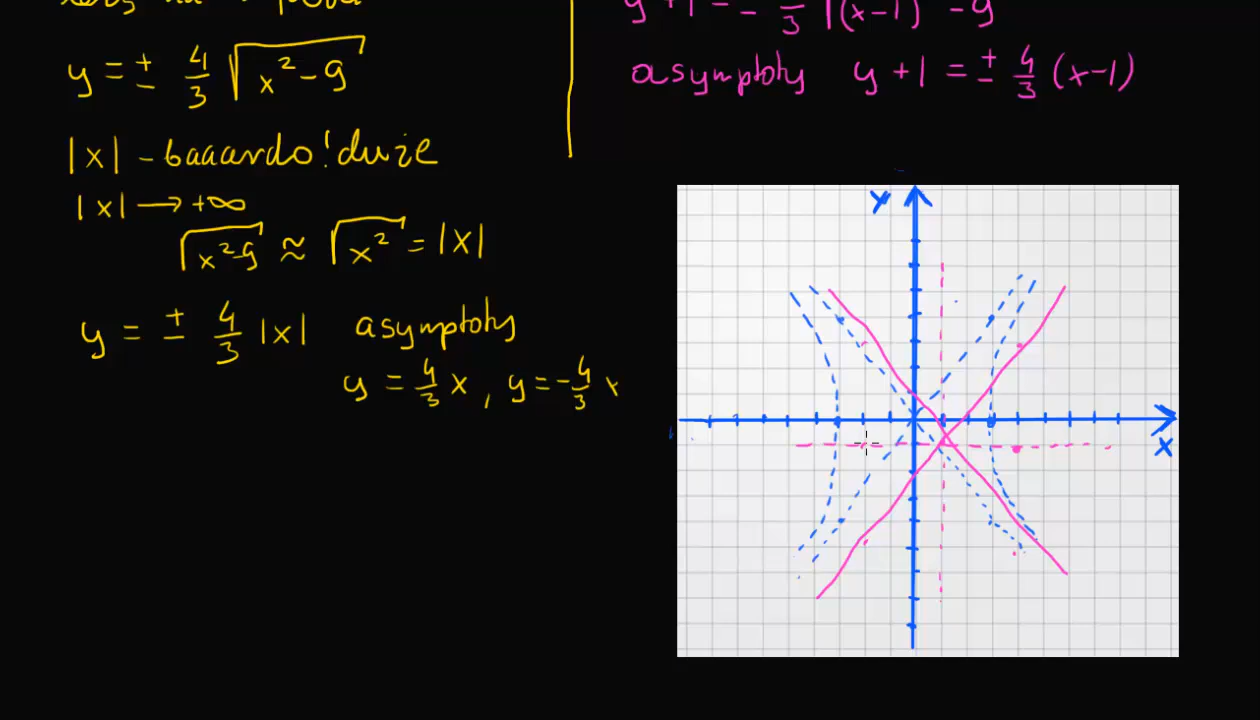 y = ± 4/3 √(x² - 9)
|x| - baaardo! duże
|x| → +∞
√(x²-9) ≈ √(x²) = |x|
y = ± 4/3 |x| asymptoty
y = 4/3 x, y = -4/3 x
asymptoty y + 1 = ± 4/3 (x-1)
y
x